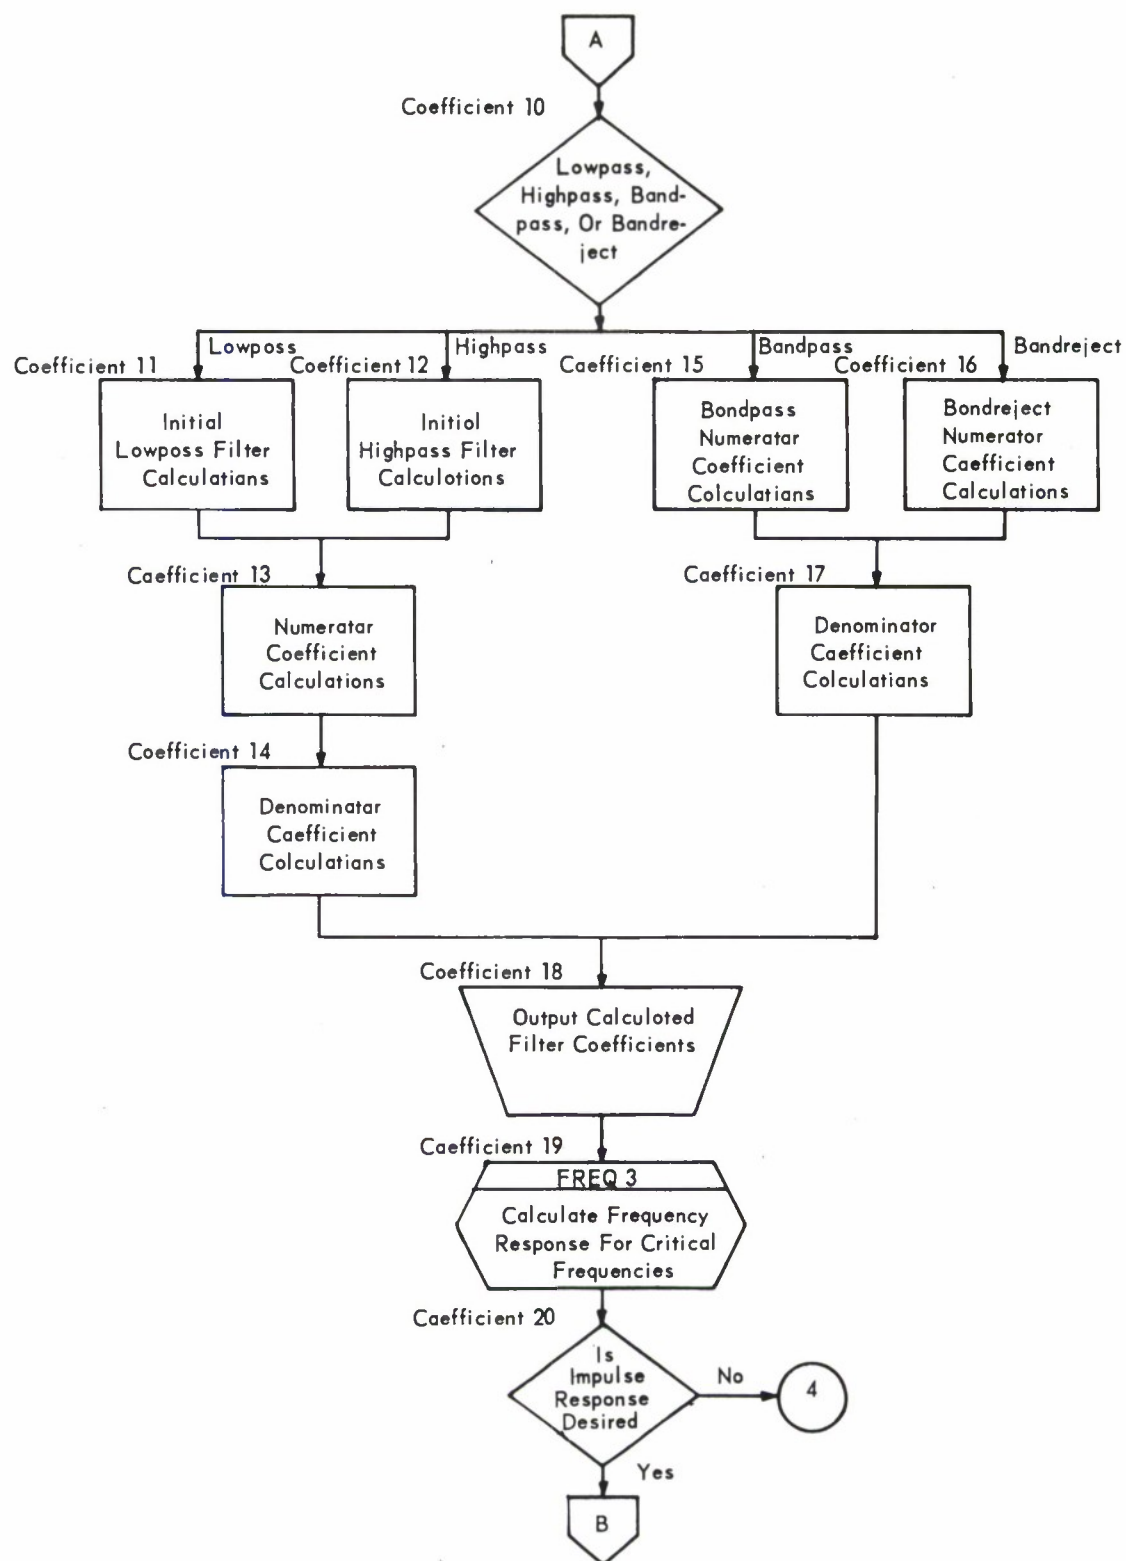 A
Coefficient 10
Lowpass,
Highpass, Band-
pass, Or Bandre-
ject
Lowposs
Highpass
Bandpass
Bandreject
Coefficient 11
Coefficient 12
Caefficient 15
Coefficient 16
Initial
Lowposs Filter
Calculatians
Initiol
Highpass Filter
Calculotions
Bondpass
Numeratar
Coefficient
Colculatians
Bondreject
Numerator
Caefficient
Calculations
Caefficient 13
Caefficient 17
Numeratar
Coefficient
Calculations
Denominator
Caefficient
Colculatians
Coefficient 14
Denominatar
Caefficient
Colculatians
Coefficient 18
Output Calculoted
Filter Coefficients
Caefficient 19
FREQ 3
Calculate Frequency
Response For Critical
Frequencies
Caefficient 20
Is
Impulse
Response
Desired
No
4
Yes
B